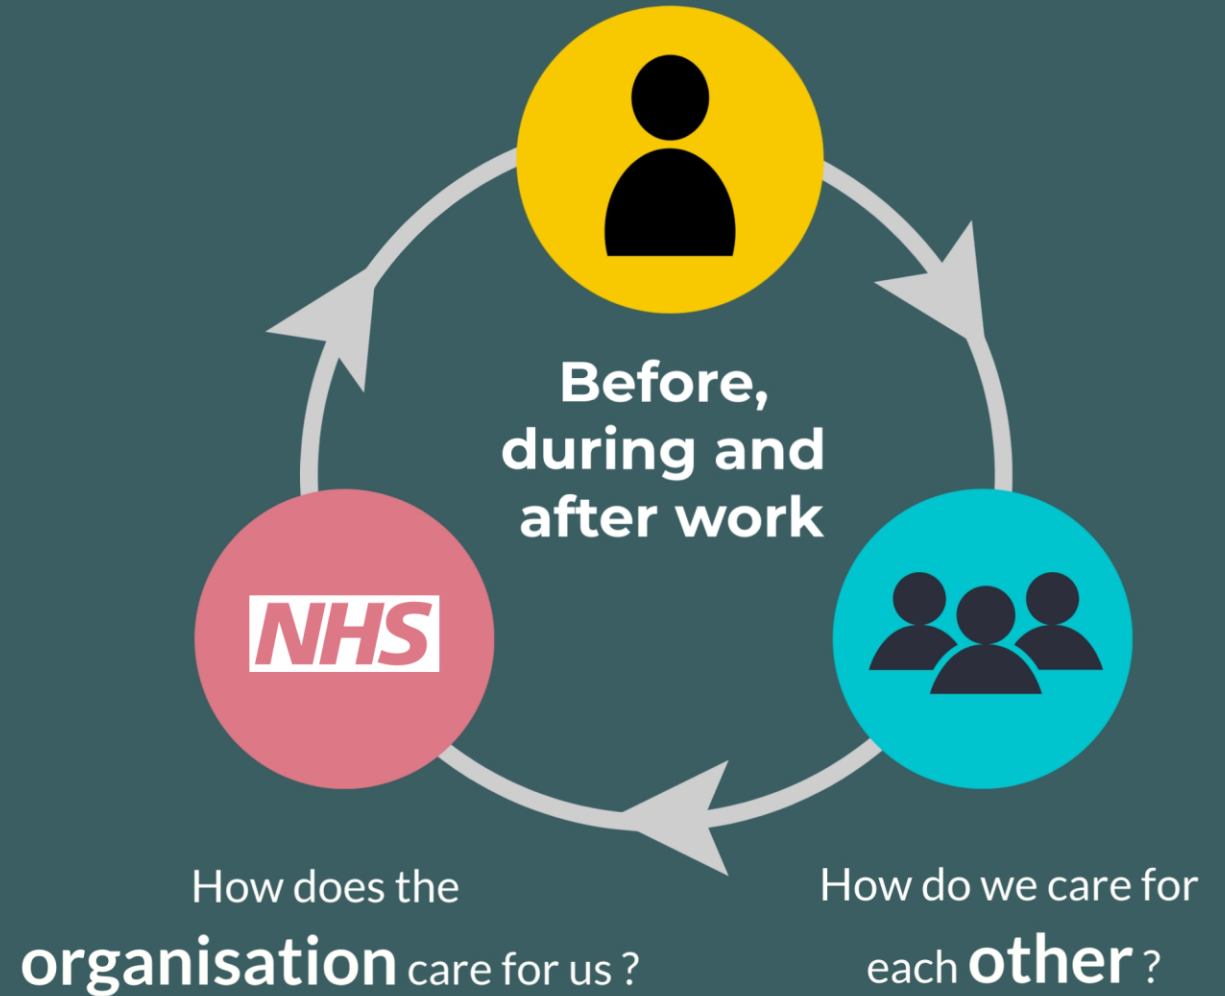 Before,
during and
after work
NHS
How does the
organisation care for us ?
How do we care for
each other ?